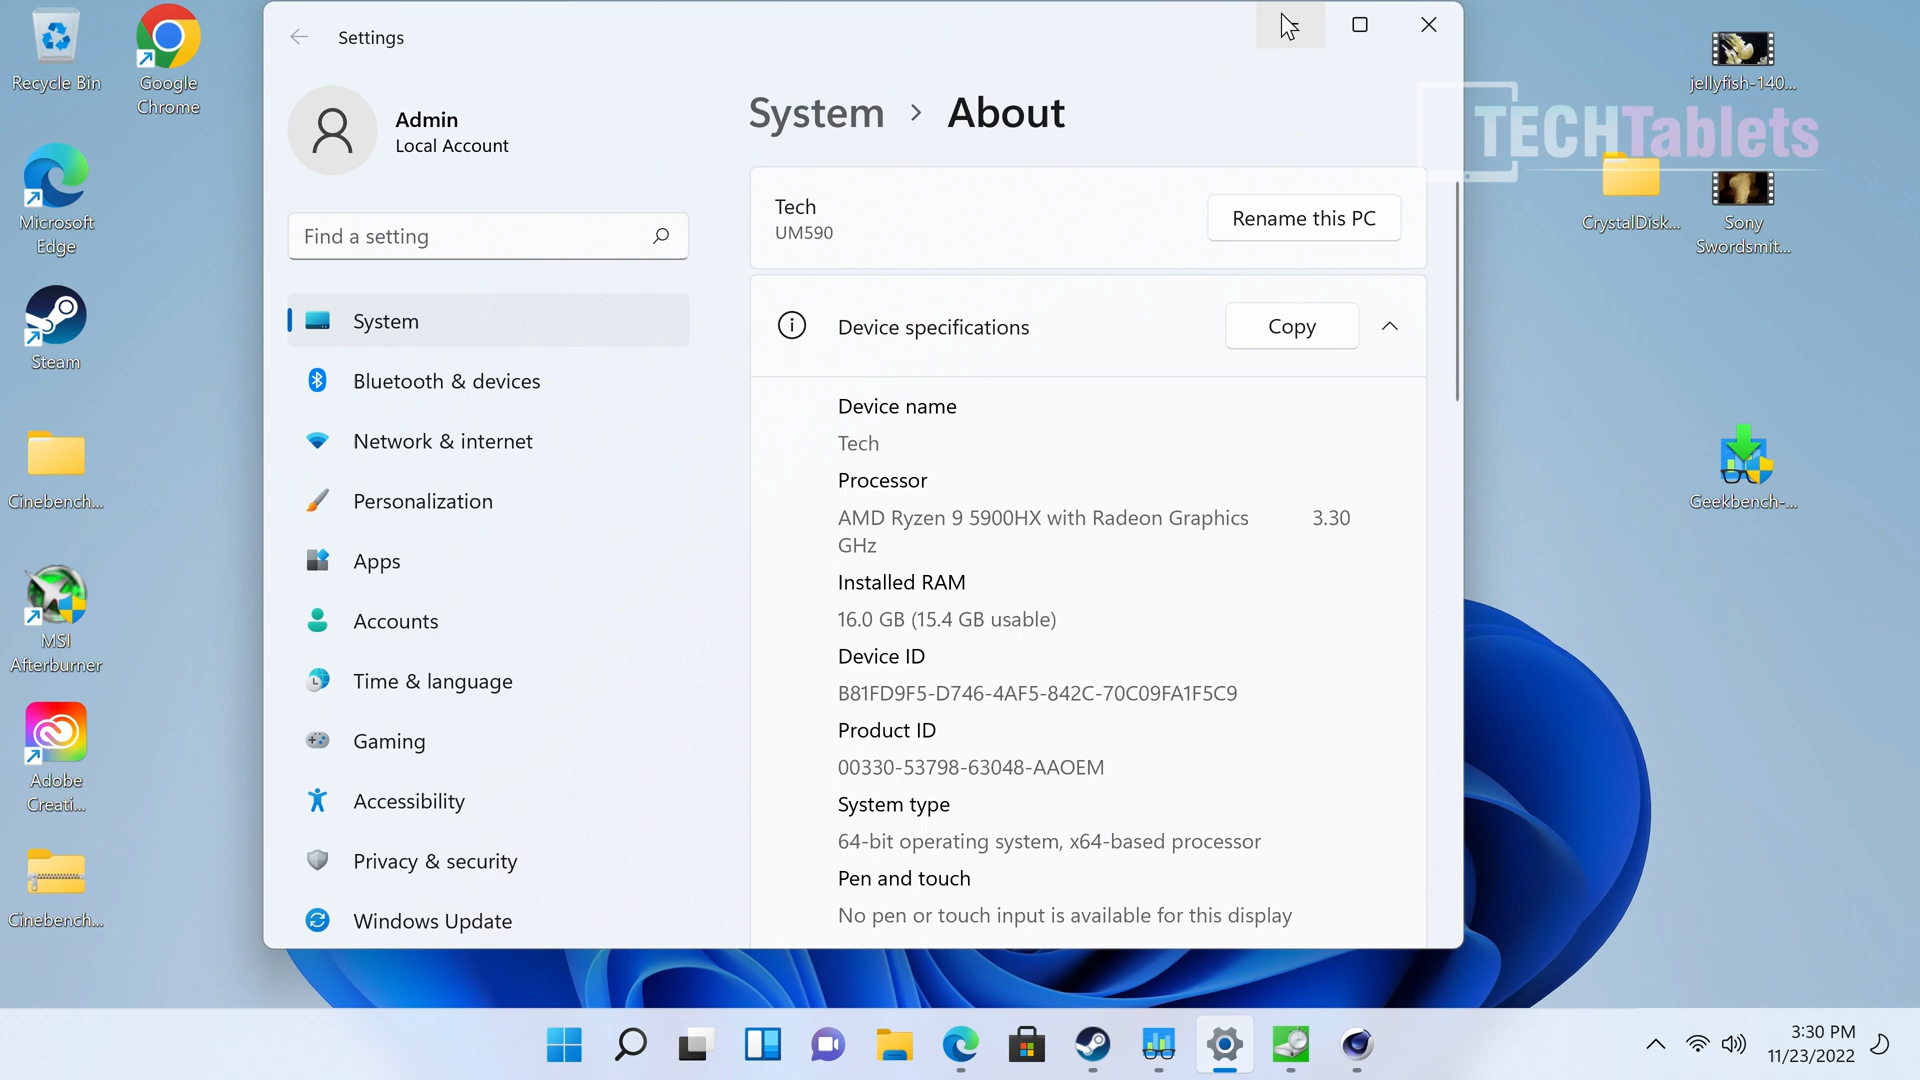 Recycle Bin
Google
Chrome
Microsoft
Edge
Steam
Cinebench...
MSI
Afterburner
Adobe
Creati...
Cinebench...
Settings
Admin
Local Account
Find a setting
System
Bluetooth & devices
Network & internet
Personalization
Apps
Accounts
Time & language
Gaming
Accessibility
Privacy & security
Windows Update
System > About
Tech
UM590
Rename this PC
Device specifications
Copy
Device name
Tech
Processor
AMD Ryzen 9 5900HX with Radeon Graphics 3.30
GHz
Installed RAM
16.0 GB (15.4 GB usable)
Device ID
B81FD9F5-D746-4AF5-842C-70C09FA1F5C9
Product ID
00330-53798-63048-AAOEM
System type
64-bit operating system, x64-based processor
Pen and touch
No pen or touch input is available for this display
jellyfish-140...
TECHTablets
CrystalDisk...
Sony
Swordsmit...
Geekbench-...
3:30 PM
11/23/2022